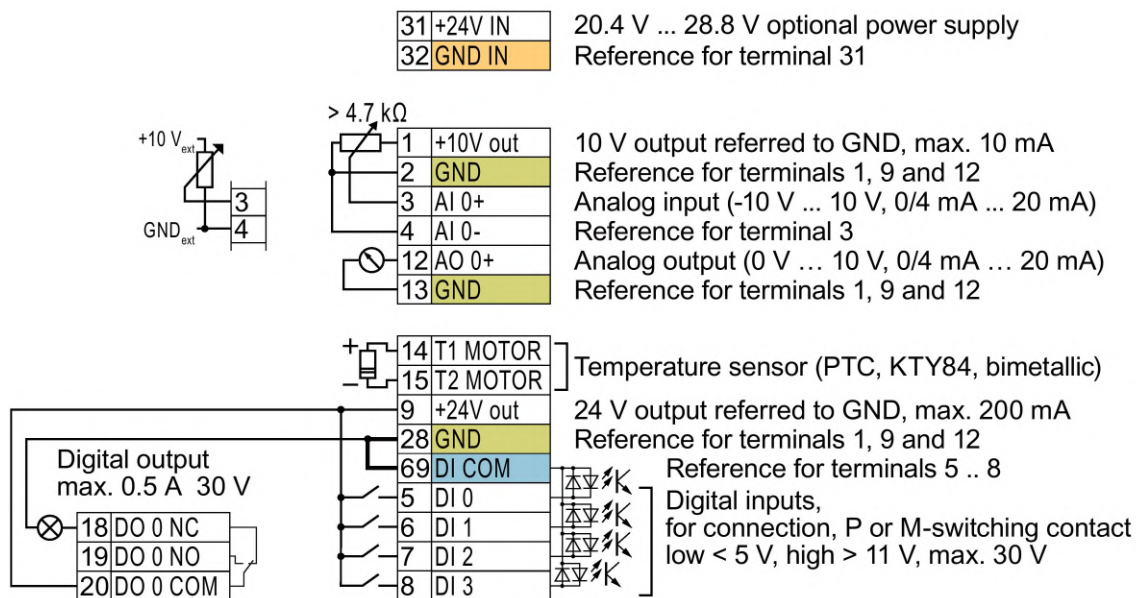 31 +24V IN 20.4 V ... 28.8 V optional power supply
32 GND IN Reference for terminal 31
> 4.7 kΩ
+10 Vext
1 +10V out 10 V output referred to GND, max. 10 mA
2 GND Reference for terminals 1, 9 and 12
3 3 AI 0+ Analog input (-10 V ... 10 V, 0/4 mA ... 20 mA)
GNDext 4 4 AI 0- Reference for terminal 3
12 AO 0+ Analog output (0 V … 10 V, 0/4 mA … 20 mA)
13 GND Reference for terminals 1, 9 and 12
+ 14 T1 MOTOR
Temperature sensor (PTC, KTY84, bimetallic)
– 15 T2 MOTOR
9 +24V out 24 V output referred to GND, max. 200 mA
28 GND Reference for terminals 1, 9 and 12
69 DI COM Reference for terminals 5 .. 8
Digital output
max. 0.5 A 30 V
5 DI 0 Digital inputs,
18 DO 0 NC 6 DI 1 for connection, P or M-switching contact
19 DO 0 NO 7 DI 2 low < 5 V, high > 11 V, max. 30 V
20 DO 0 COM 8 DI 3